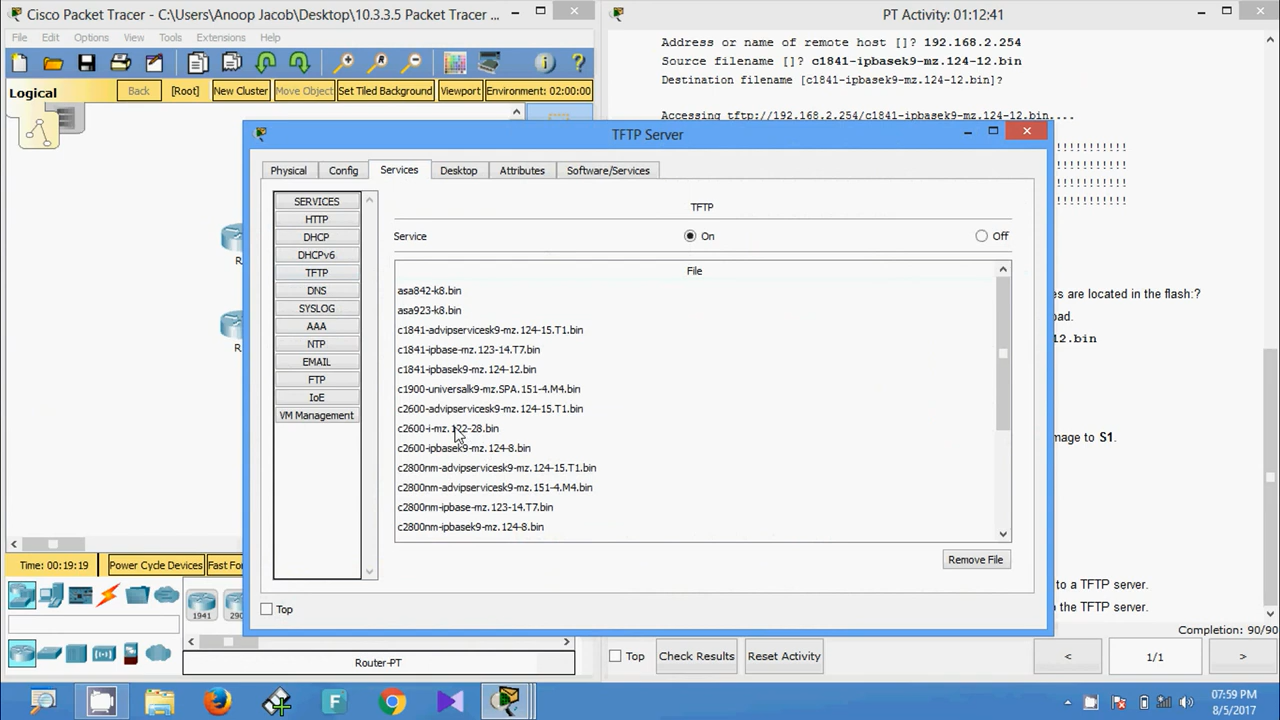 Cisco Packet Tracer - C:\Users\Anoop Jacob\Desktop\10.3.3.5 Packet Tracer ...
File Edit Options View Tools Extensions Help
Logical Back [Root] New Cluster Move Object Set Tiled Background Viewport Environment: 02:00:00
PT Activity: 01:12:41
Address or name of remote host []? 192.168.2.254
Source filename []? c1841-ipbasek9-mz.124-12.bin
Destination filename [c1841-ipbasek9-mz.124-12.bin]?
Accessing tftp://192.168.2.254/c1841-ipbasek9-mz.124-12.bin....
!!!!!!!!!!!
!!!!!!!!!!!
!!!!!!!!!!!
!!!!!!!!!!!
es are located in the flash:?
ad.
12.bin
mage to S1.
to a TFTP server.
the TFTP server.
TFTP Server
Physical Config Services Desktop Attributes Software/Services
SERVICES
HTTP
DHCP
DHCPv6
TFTP
DNS
SYSLOG
AAA
NTP
EMAIL
FTP
IoE
VM Management
TFTP
Service On Off
File
asa842-k8.bin
asa923-k8.bin
c1841-advipservicesk9-mz.124-15.T1.bin
c1841-ipbase-mz.123-14.T7.bin
c1841-ipbasek9-mz.124-12.bin
c1900-universalk9-mz.SPA.151-4.M4.bin
c2600-advipservicesk9-mz.124-15.T1.bin
c2600-i-mz.122-28.bin
c2600-ipbasek9-mz.124-8.bin
c2800nm-advipservicesk9-mz.124-15.T1.bin
c2800nm-advipservicesk9-mz.151-4.M4.bin
c2800nm-ipbase-mz.123-14.T7.bin
c2800nm-ipbasek9-mz.124-8.bin
Remove File
Top
R
R
Time: 00:19:19 Power Cycle Devices Fast Fo
1941 290
Router-PT
Completion: 90/90
Top Check Results Reset Activity < 1/1 >
07:59 PM
8/5/2017